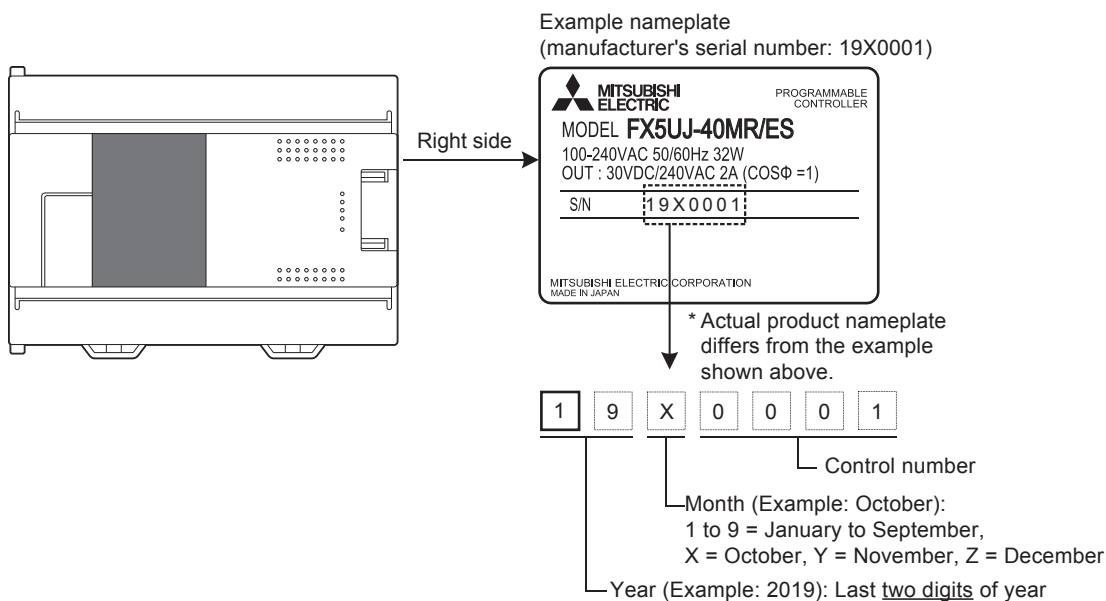 Example nameplate
(manufacturer's serial number: 19X0001)
MITSUBISHI
ELECTRIC
PROGRAMMABLE
CONTROLLER
MODEL FX5UJ-40MR/ES
100-240VAC 50/60Hz 32W
OUT : 30VDC/240VAC 2A (COSΦ =1)
S/N 19X0001
MITSUBISHI ELECTRIC CORPORATION
MADE IN JAPAN
Right side
* Actual product nameplate
differs from the example
shown above.
1 9 X 0 0 0 1
Control number
Month (Example: October):
1 to 9 = January to September,
X = October, Y = November, Z = December
Year (Example: 2019): Last two digits of year